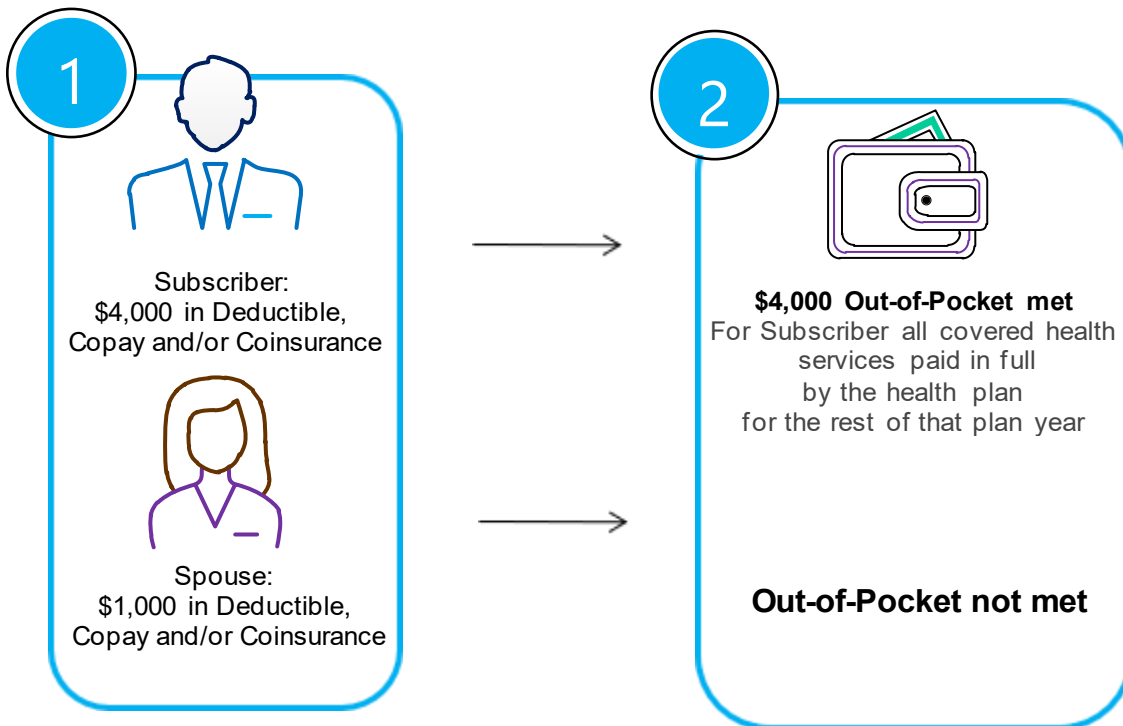 1
Subscriber:
$4,000 in Deductible,
Copay and/or Coinsurance
Spouse:
$1,000 in Deductible,
Copay and/or Coinsurance
2
$4,000 Out-of-Pocket met
For Subscriber all covered health
services paid in full
by the health plan
for the rest of that plan year
Out-of-Pocket not met